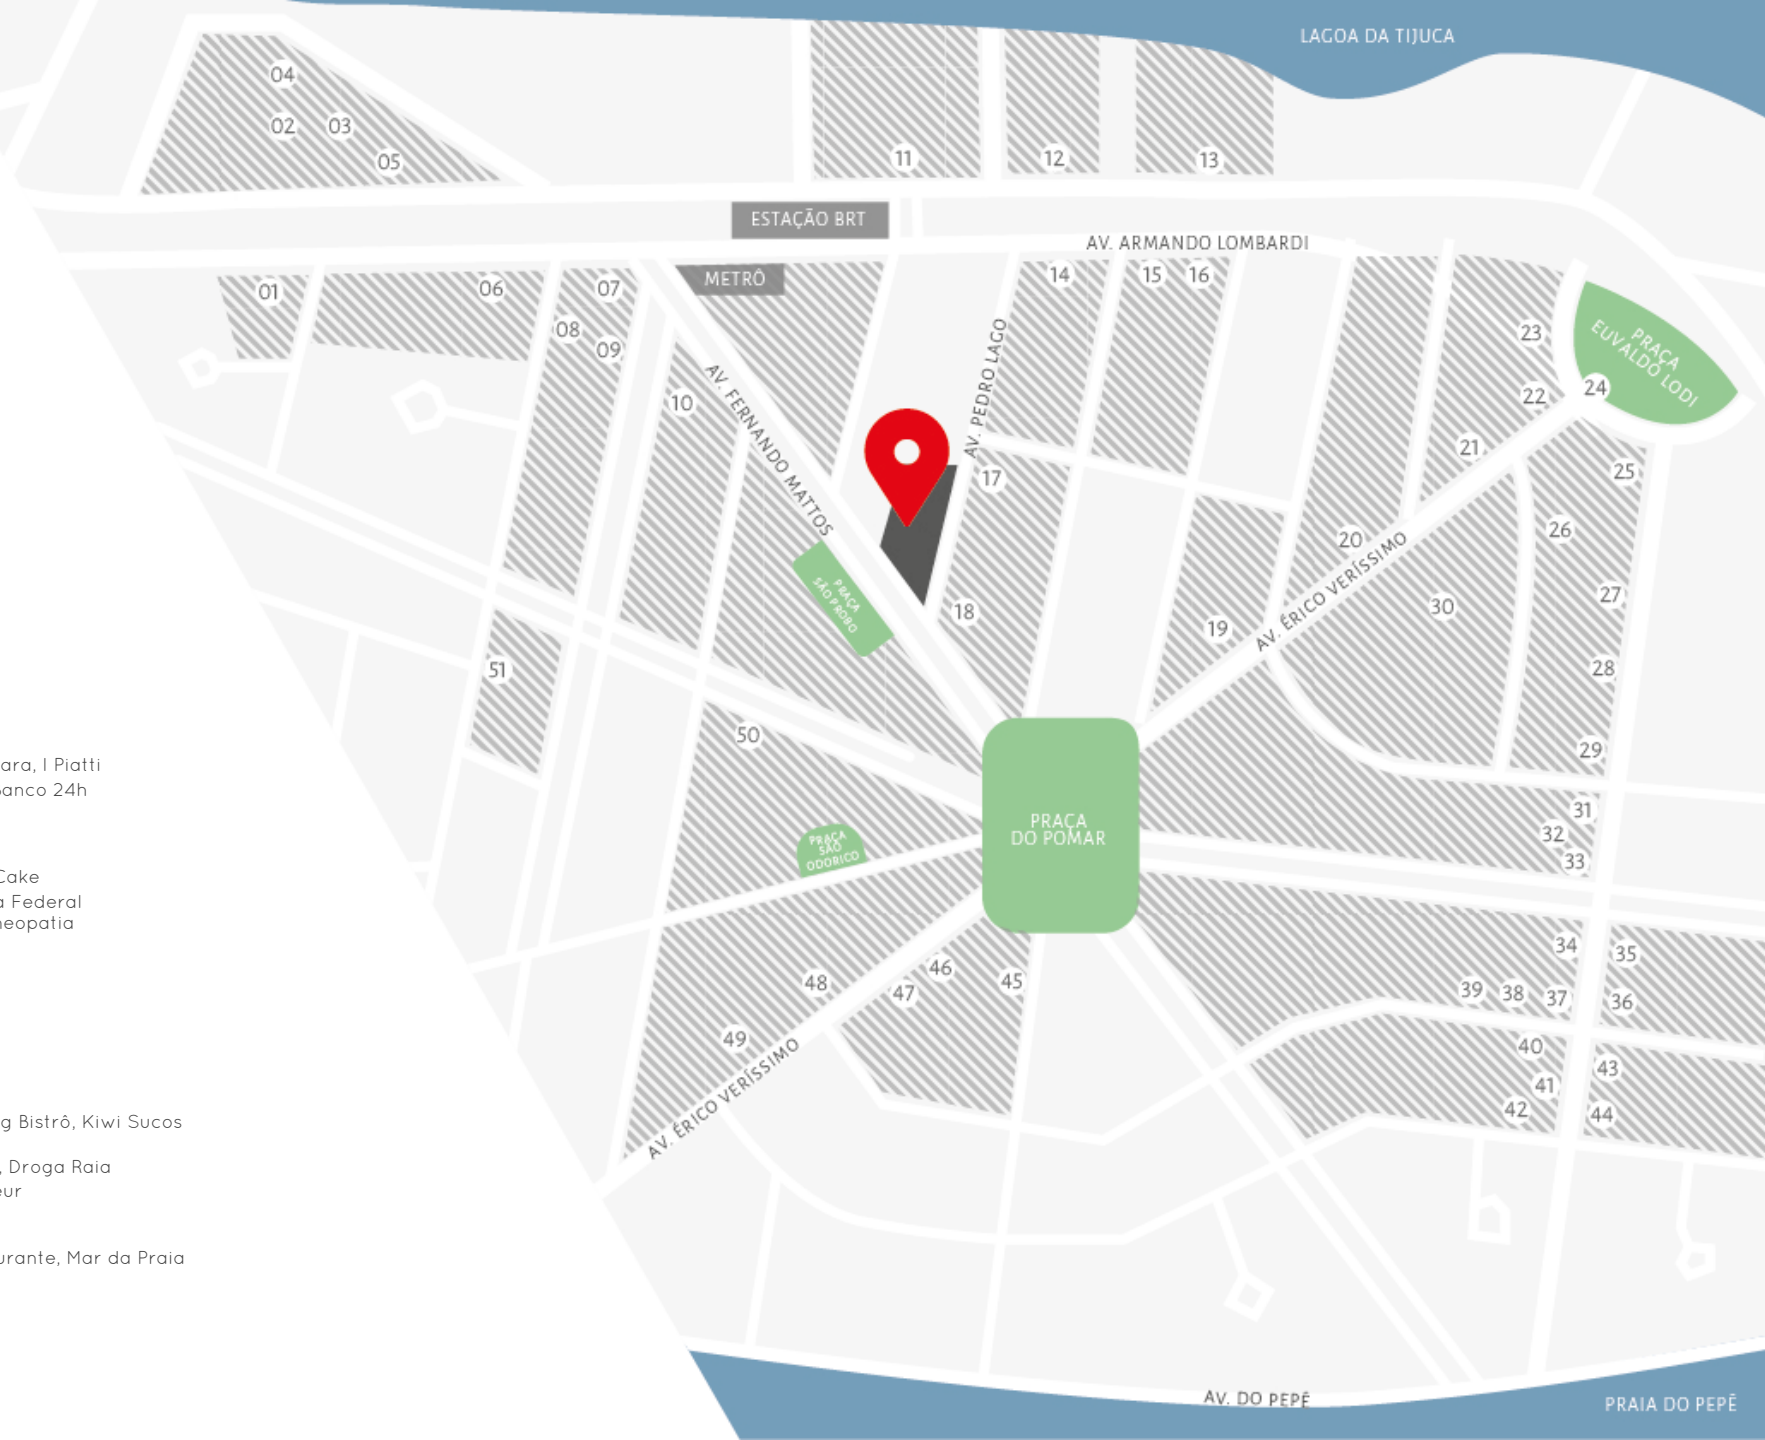 LAGOA DA TIJUCA
04
02
03
05
11
12
13
ESTAÇÃO BRT
AV. ARMANDO LOMBARDI
METRÔ
01
06
07
08
09
10
14
15
16
AV. FERNANDO MATTOS
AV. PEDRO LAGO
23
22
24
21
PRAÇA
EUVALDO LODI
17
18
25
26
20
27
30
19
28
29
AV. ÉRICO VERÍSSIMO
PRAÇA
SÃO PROBO
51
50
PRAÇA
DO POMAR
PRAÇA
SÃO
ODORICO
31
32
33
ara, I Piatti
Banco 24h
Cake
a Federal
neopatia
34
35
39
38
37
36
48
46
47
45
49
40
43
41
42
44
AV. ÉRICO VERÍSSIMO
g Bistrô, Kiwi Sucos
, Droga Raia
eur
urante, Mar da Praia
AV. DO PEPÊ
PRAIA DO PEPÊ